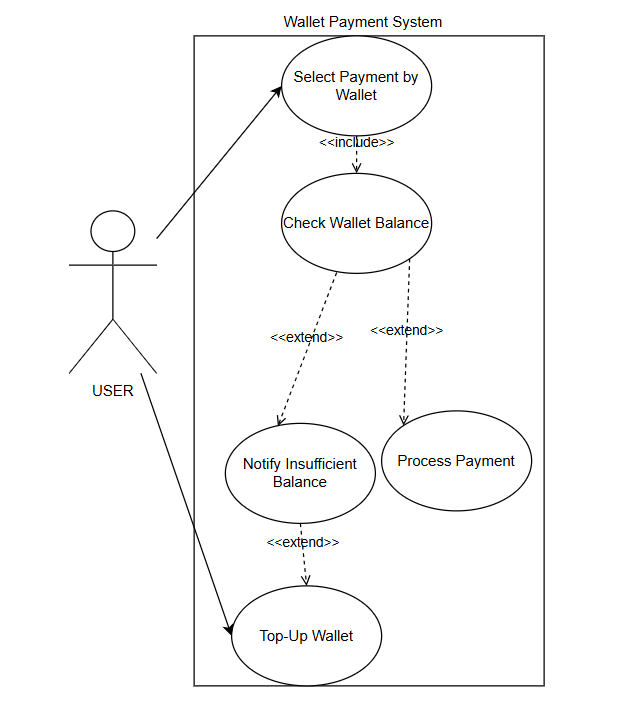 Wallet Payment System
Select Payment by
Wallet
<<include>>
Check Wallet Balance
<<extend>>
<<extend>>
USER
Notify Insufficient
Balance
Process Payment
<<extend>>
Top-Up Wallet